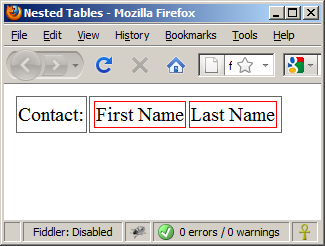 Nested Tables - Mozilla Firefox
File Edit View History Bookmarks Tools Help
f
Contact: First Name Last Name
Fiddler: Disabled 0 errors / 0 warnings